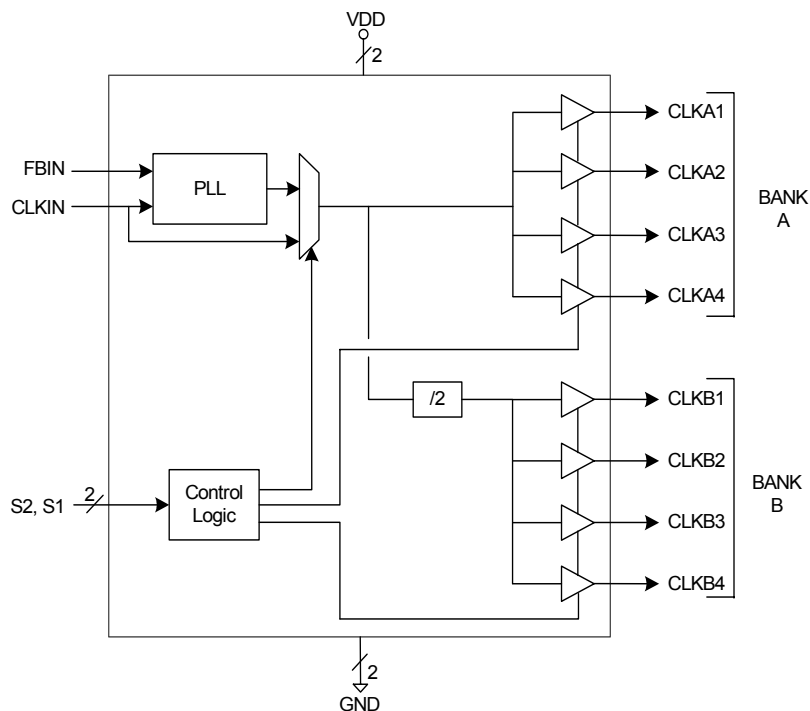 VDD
2
FBIN
CLKIN
PLL
CLKA1
CLKA2
CLKA3
CLKA4
BANK
A
/2
CLKB1
CLKB2
CLKB3
CLKB4
BANK
B
S2, S1
2
Control
Logic
2
GND